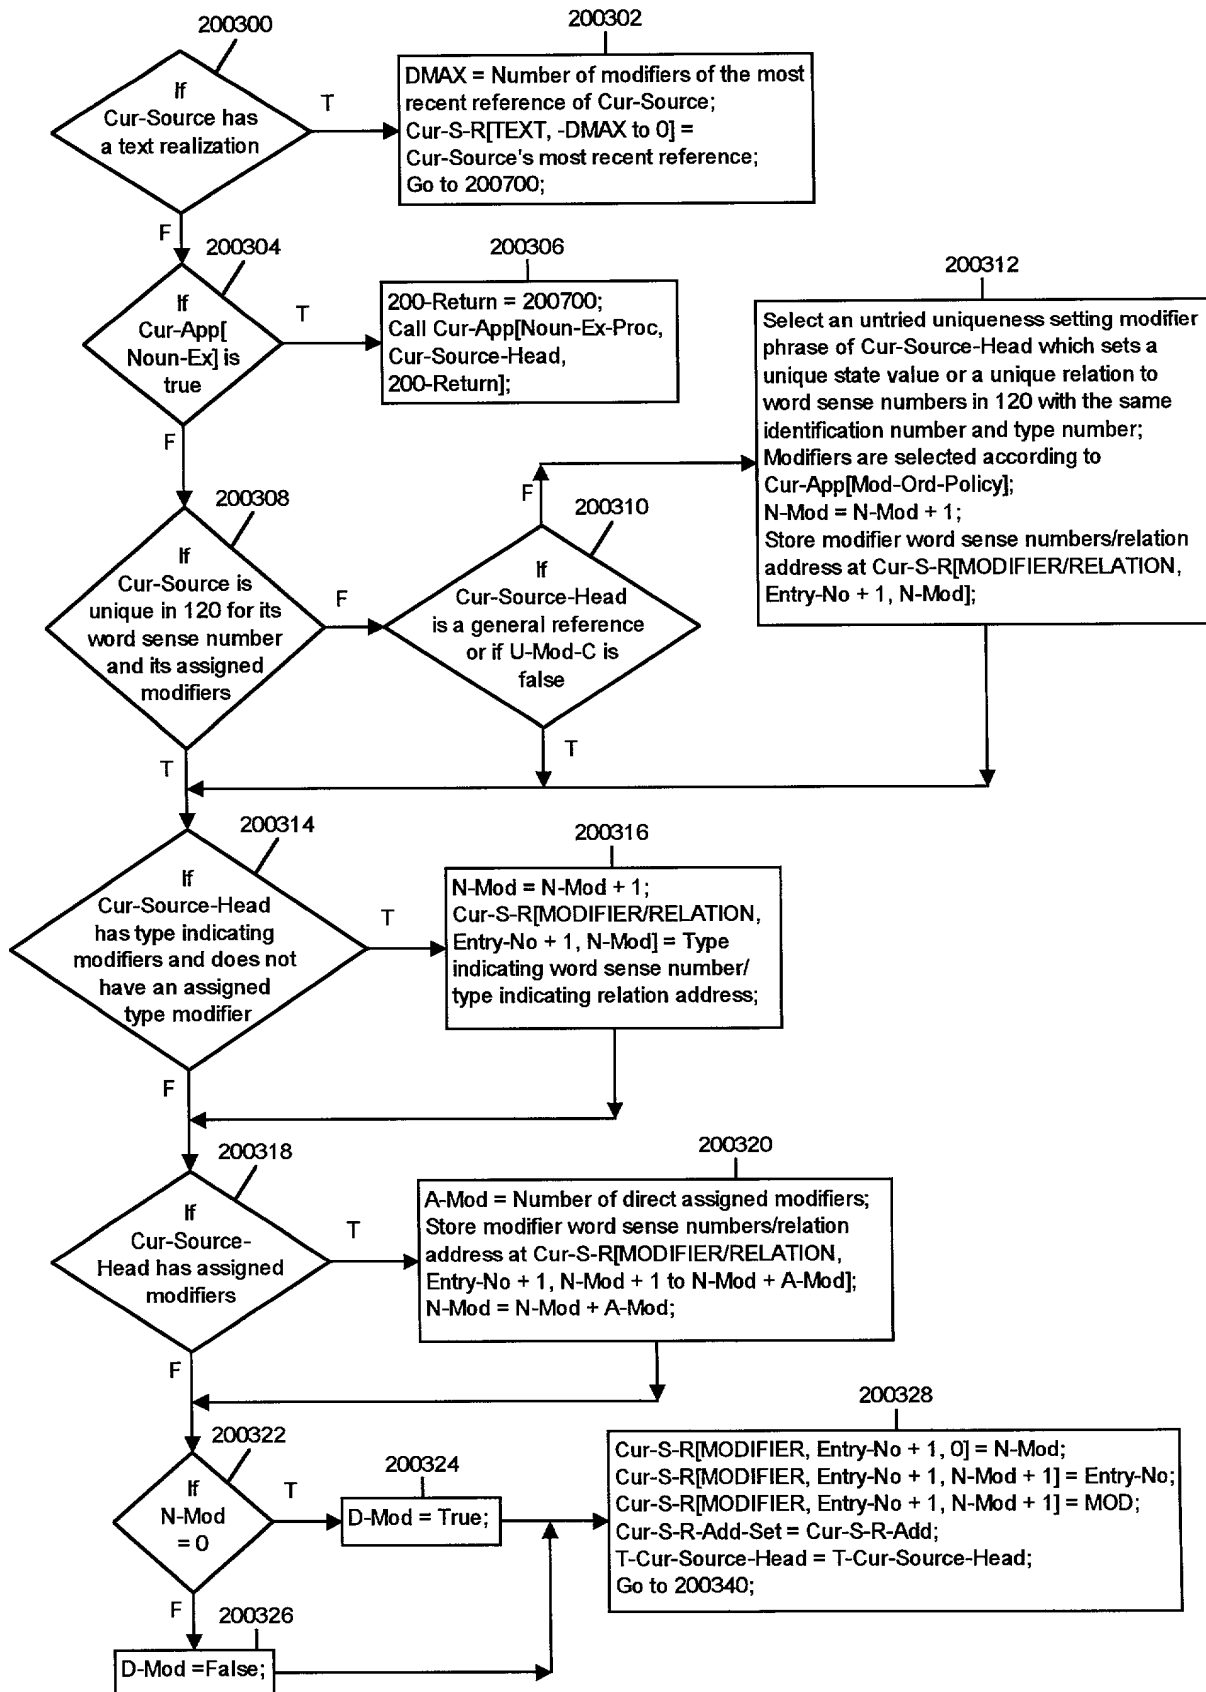 200300
If
Cur-Source has
a text realization
T
F
200302
DMAX = Number of modifiers of the most
recent reference of Cur-Source;
Cur-S-R[TEXT, -DMAX to 0] =
Cur-Source's most recent reference;
Go to 200700;
200304
If
Cur-App[
Noun-Ex] is
true
T
F
200306
200-Return = 200700;
Call Cur-App[Noun-Ex-Proc,
Cur-Source-Head,
200-Return];
200308
If
Cur-Source is
unique in 120 for its
word sense number
and its assigned
modifiers
F
T
200310
If
Cur-Source-Head
is a general reference
or if U-Mod-C is
false
F
T
200312
Select an untried uniqueness setting modifier
phrase of Cur-Source-Head which sets a
unique state value or a unique relation to
word sense numbers in 120 with the same
identification number and type number;
Modifiers are selected according to
Cur-App[Mod-Ord-Policy];
N-Mod = N-Mod + 1;
Store modifier word sense numbers/relation
address at Cur-S-R[MODIFIER/RELATION,
Entry-No + 1, N-Mod];
200314
If
Cur-Source-Head
has type indicating
modifiers and does not
have an assigned
type modifier
T
F
200316
N-Mod = N-Mod + 1;
Cur-S-R[MODIFIER/RELATION,
Entry-No + 1, N-Mod] = Type
indicating word sense number/
type indicating relation address;
200318
If
Cur-Source-
Head has assigned
modifiers
T
F
200320
A-Mod = Number of direct assigned modifiers;
Store modifier word sense numbers/relation
address at Cur-S-R[MODIFIER/RELATION,
Entry-No + 1, N-Mod + 1 to N-Mod + A-Mod];
N-Mod = N-Mod + A-Mod;
200322
If
N-Mod
= 0
T
F
200324
D-Mod = True;
200326
D-Mod =False;
200328
Cur-S-R[MODIFIER, Entry-No + 1, 0] = N-Mod;
Cur-S-R[MODIFIER, Entry-No + 1, N-Mod + 1] = Entry-No;
Cur-S-R[MODIFIER, Entry-No + 1, N-Mod + 1] = MOD;
Cur-S-R-Add-Set = Cur-S-R-Add;
T-Cur-Source-Head = T-Cur-Source-Head;
Go to 200340;